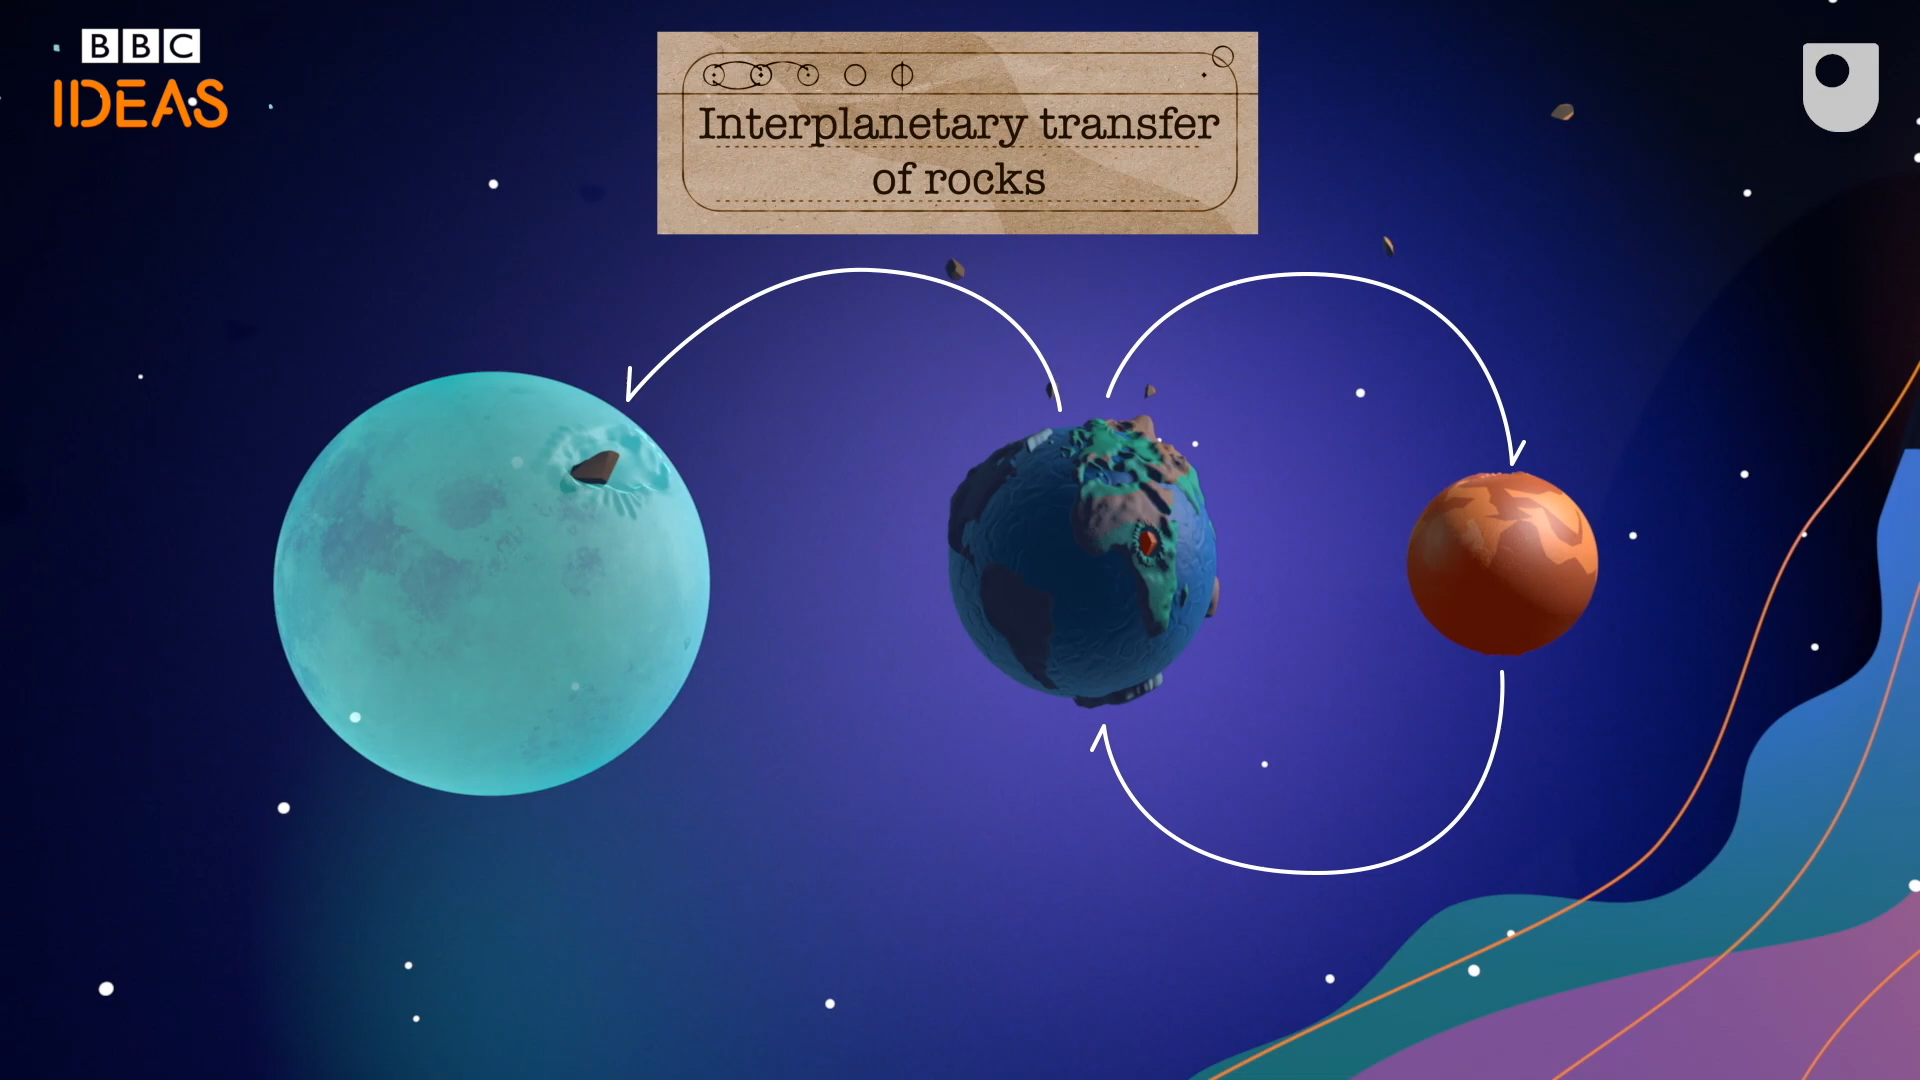 BBC
IDEAS
Interplanetary transfer
of rocks